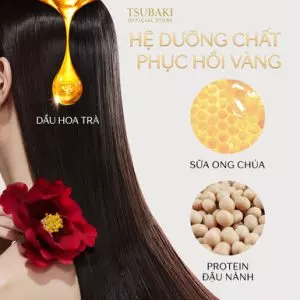 TSUBAKI
OFFICIAL STORE
HỆ DƯỠNG CHẤT
PHỤC HỒI VÀNG
DẦU HOA TRÀ
SỮA ONG CHÚA
PROTEIN
ĐẬU NÀNH